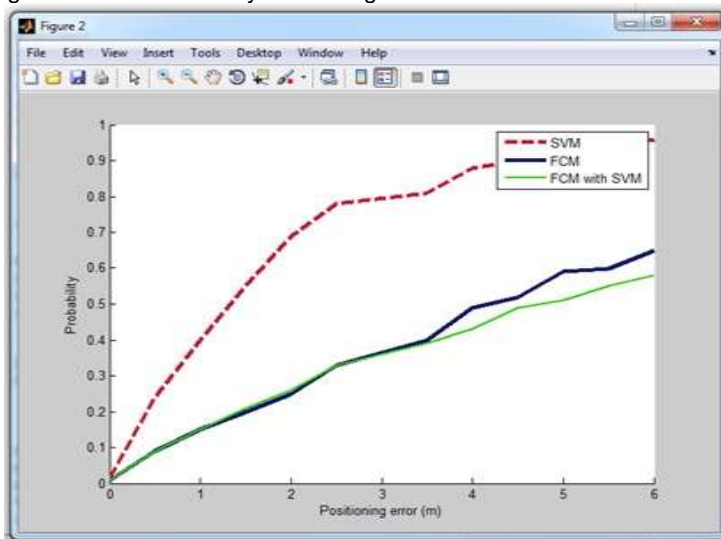 Figure 2
File Edit View Insert Tools Desktop Window Help
1
0.9
0.8
0.7
0.6
0.5
0.4
0.3
0.2
0.1
0
Probability
SVM
FCM
FCM with SVM
0 1 2 3 4 5 6
Positioning error (m)